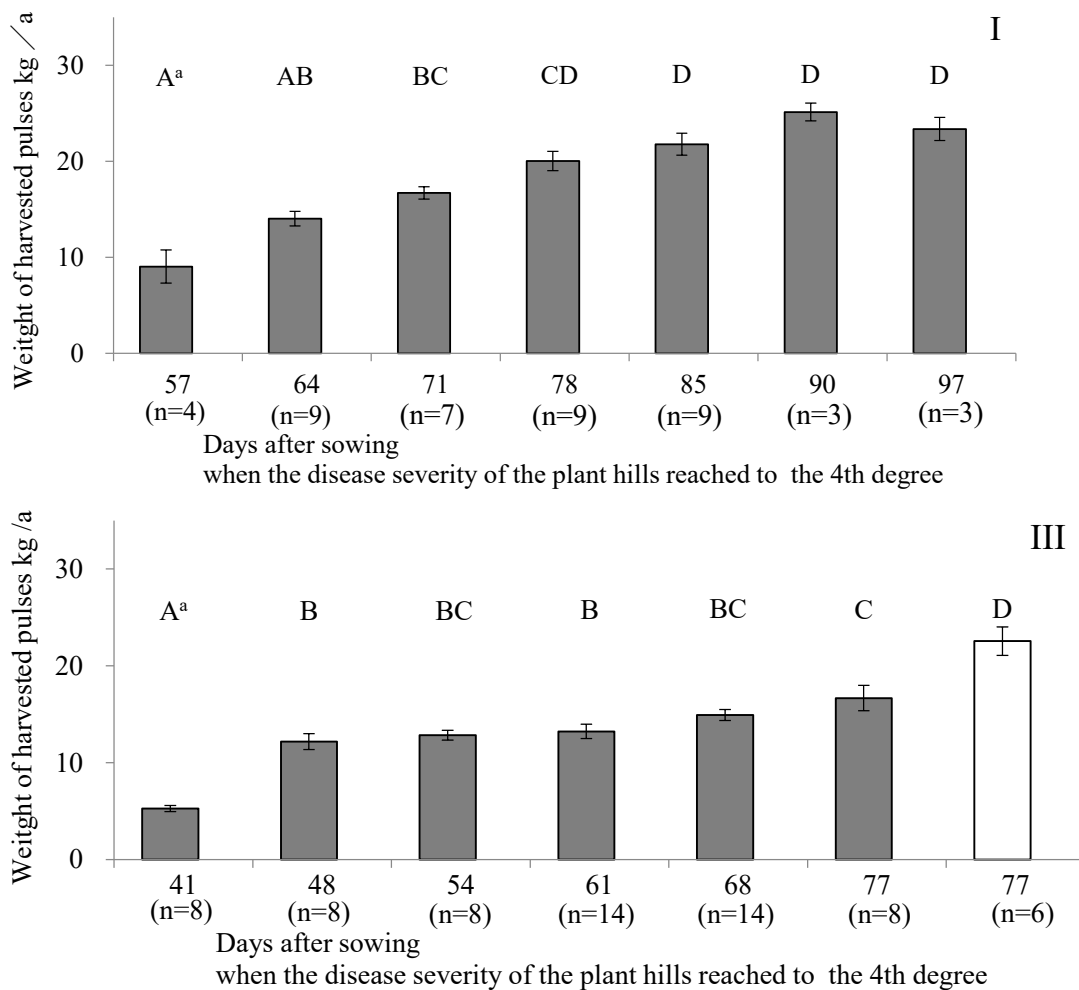 I
Weitght of harvested pulses kg／a
30
20
10
0
Aᵃ AB BC CD D D D
57 64 71 78 85 90 97
(n=4) (n=9) (n=7) (n=9) (n=9) (n=3) (n=3)
Days after sowing
when the disease severity of the plant hills reached to the 4th degree
III
Weitght of harvested pulses kg /a
30
20
10
0
Aᵃ B BC B BC C D
41 48 54 61 68 77 77
(n=8) (n=8) (n=8) (n=14) (n=14) (n=8) (n=6)
Days after sowing
when the disease severity of the plant hills reached to the 4th degree